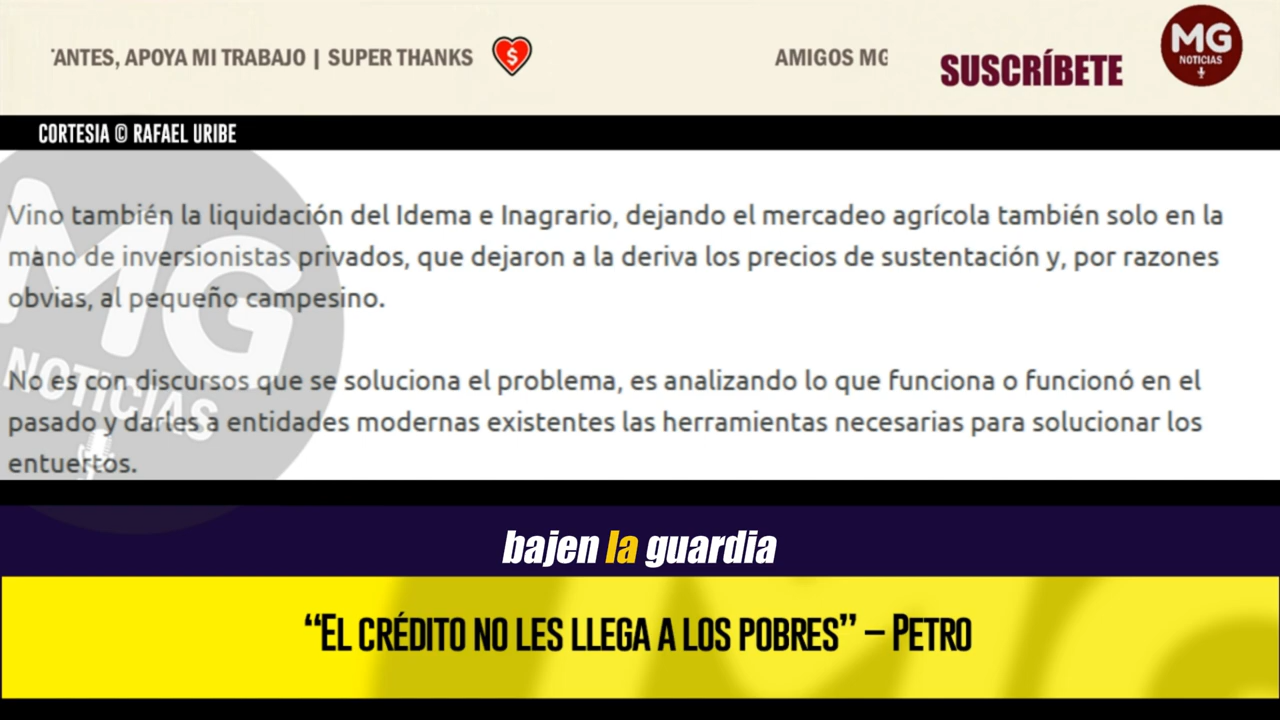 'ANTES, APOYA MI TRABAJO | SUPER THANKS
AMIGOS MG
SUSCRÍBETE
MG
NOTICIAS
CORTESIA © RAFAEL URIBE
Vino también la liquidación del Idema e Inagrario, dejando el mercadeo agrícola también solo en la
mano de inversionistas privados, que dejaron a la deriva los precios de sustentación y, por razones
obvias, al pequeño campesino.
No es con discursos que se soluciona el problema, es analizando lo que funciona o funcionó en el
pasado y darles a entidades modernas existentes las herramientas necesarias para solucionar los
entuertos.
MG
NOTICIAS
bajen la guardia
“EL CRÉDITO NO LES LLEGA A LOS POBRES” – PETRO